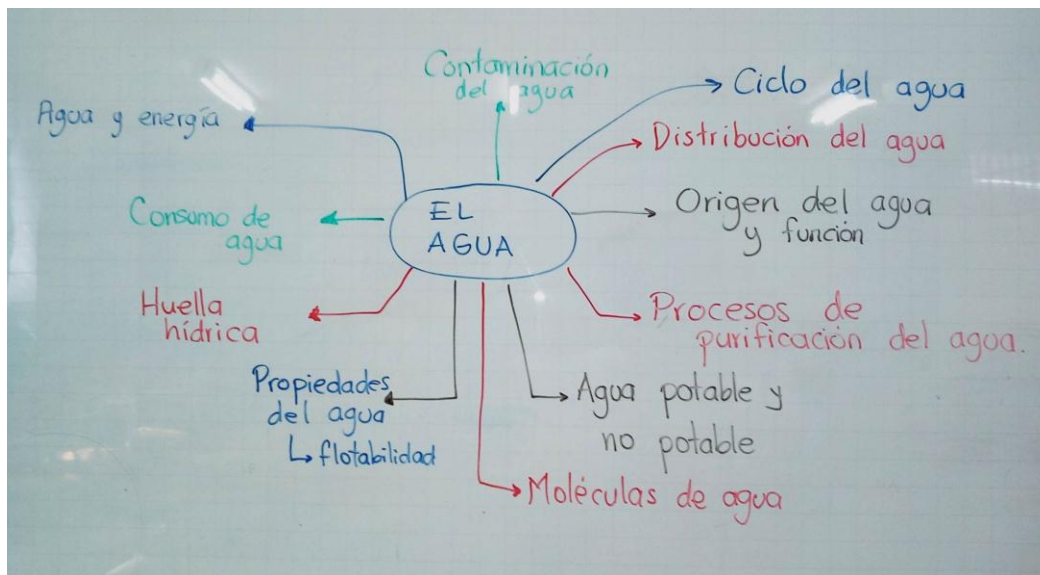 Contaminación
del agua
Ciclo del agua
Agua y energía
Distribución del agua
EL
AGUA
Origen del agua
y función
Consumo de
agua
Huella
hídrica
Procesos de
purificación del agua.
Propiedades
del agua
↳ flotabilidad
Agua potable y
no potable
Moléculas de agua